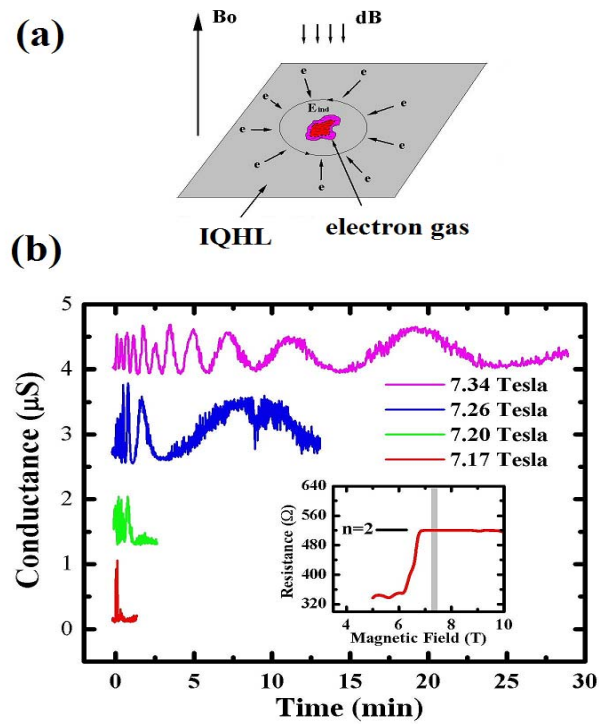 (a)
Bo
dB
e
e
e
e
E ind
e
e
e
e
e
e
e
IQHL
electron gas
(b)
5
4
3
2
1
0
Conductance (µS)
7.34 Tesla
7.26 Tesla
7.20 Tesla
7.17 Tesla
640
560
480
400
320
Resistance (Ω)
n=2
4 6 8 10
Magnetic Field (T)
0 5 10 15 20 25 30
Time (min)